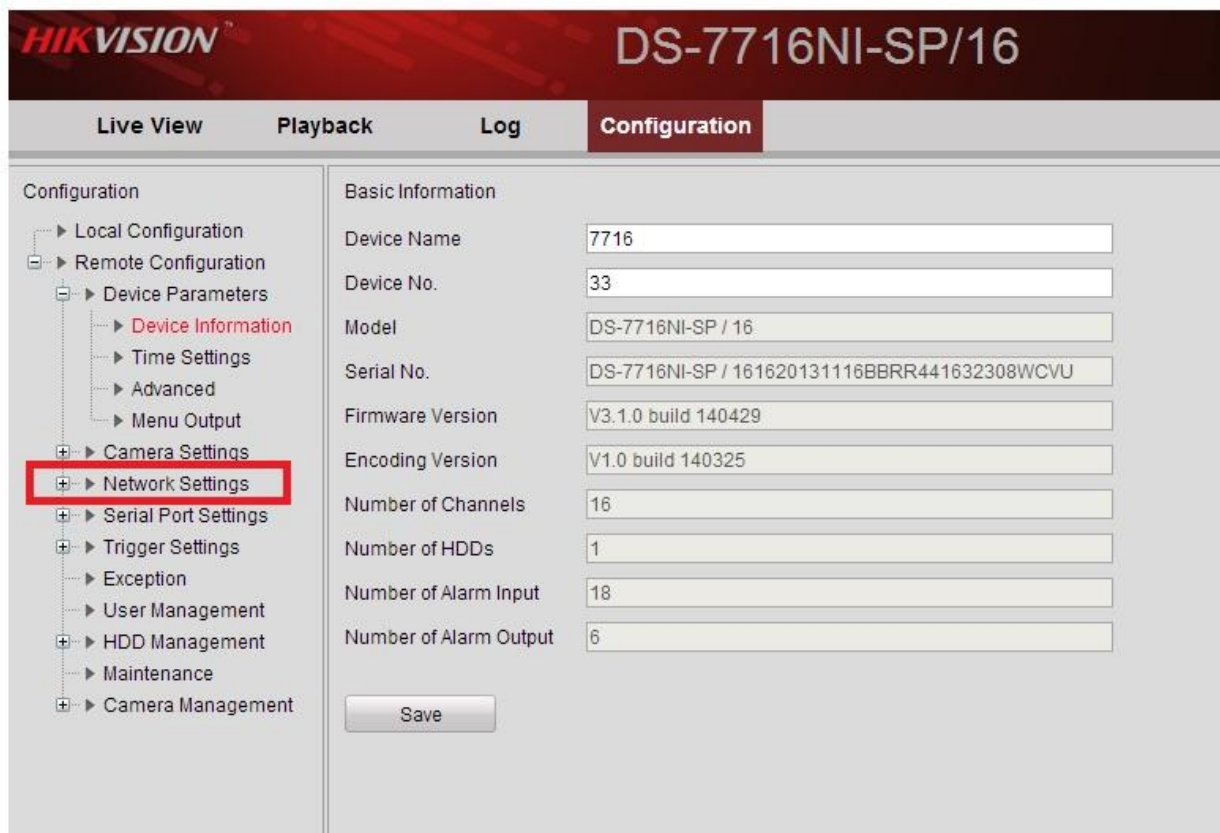 HIKVISION™
DS-7716NI-SP/16
Live View Playback Log Configuration
Configuration
Local Configuration
Remote Configuration
Device Parameters
Device Information
Time Settings
Advanced
Menu Output
Camera Settings
Network Settings
Serial Port Settings
Trigger Settings
Exception
User Management
HDD Management
Maintenance
Camera Management
Basic Information
Device Name 7716
Device No. 33
Model DS-7716NI-SP / 16
Serial No. DS-7716NI-SP / 161620131116BBRR441632308WCVU
Firmware Version V3.1.0 build 140429
Encoding Version V1.0 build 140325
Number of Channels 16
Number of HDDs 1
Number of Alarm Input 18
Number of Alarm Output 6
Save